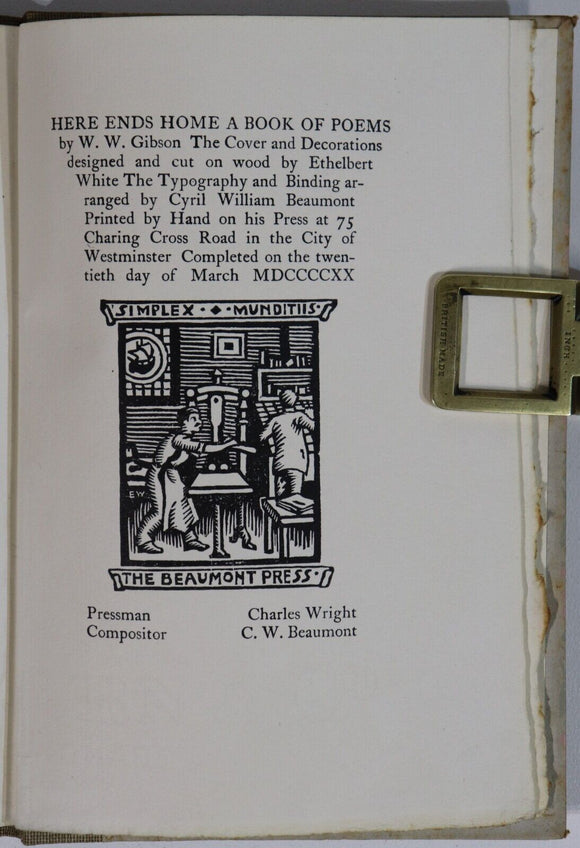 HERE ENDS HOME A BOOK OF POEMS
by W. W. Gibson The Cover and Decorations
designed and cut on wood by Ethelbert
White The Typography and Binding ar-
ranged by Cyril William Beaumont
Printed by Hand on his Press at 75
Charing Cross Road in the City of
Westminster Completed on the twen-
tieth day of March MDCCCCXX
SIMPLEX · ◆ · MUNDITIIS
EW
THE BEAUMONT PRESS
Pressman Charles Wright
Compositor C. W. Beaumont
BRITISH MADE
INCH